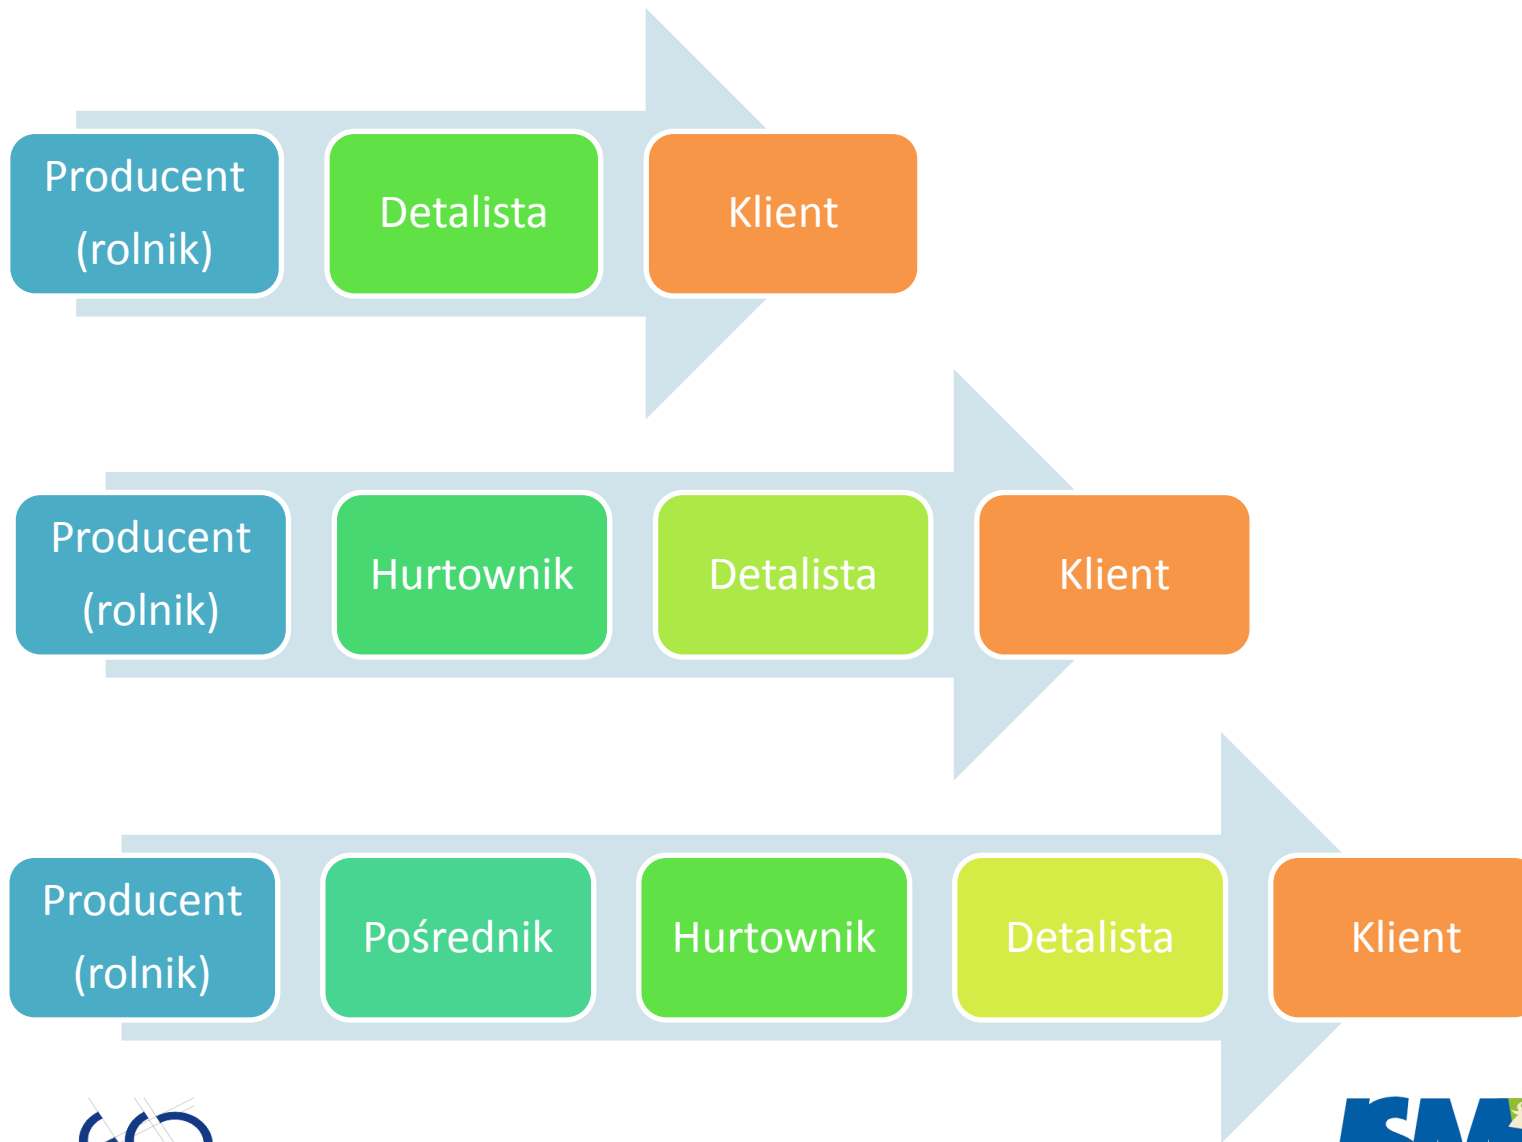 Producent
(rolnik)
Detalista
Klient
Producent
(rolnik)
Hurtownik
Detalista
Klient
Producent
(rolnik)
Pośrednik
Hurtownik
Detalista
Klient